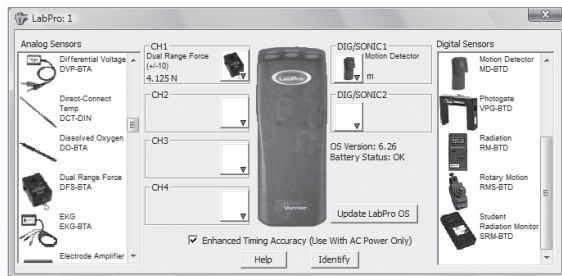 LabPro: 1
Analog Sensors
Differential Voltage
DVP-BTA
Direct-Connect
Temp
DCT-DIN
Dissolved Oxygen
DO-BTA
Dual Range Force
DFS-BTA
EKG
EKG-BTA
Electrode Amplifier
CH1
Dual Range Force
(+/-10)
4.125 N
CH2
CH3
CH4
LabPro
Vernier
DIG/SONIC1
Motion Detector
m
DIG/SONIC2
OS Version: 6.26
Battery Status: OK
Update LabPro OS
Enhanced Timing Accuracy (Use With AC Power Only)
Help
Identify
Digital Sensors
Motion Detector
MD-BTD
Photogate
VPG-BTD
Radiation
RM-BTD
Rotary Motion
RMS-BTD
Student
Radiation Monitor
SRM-BTD